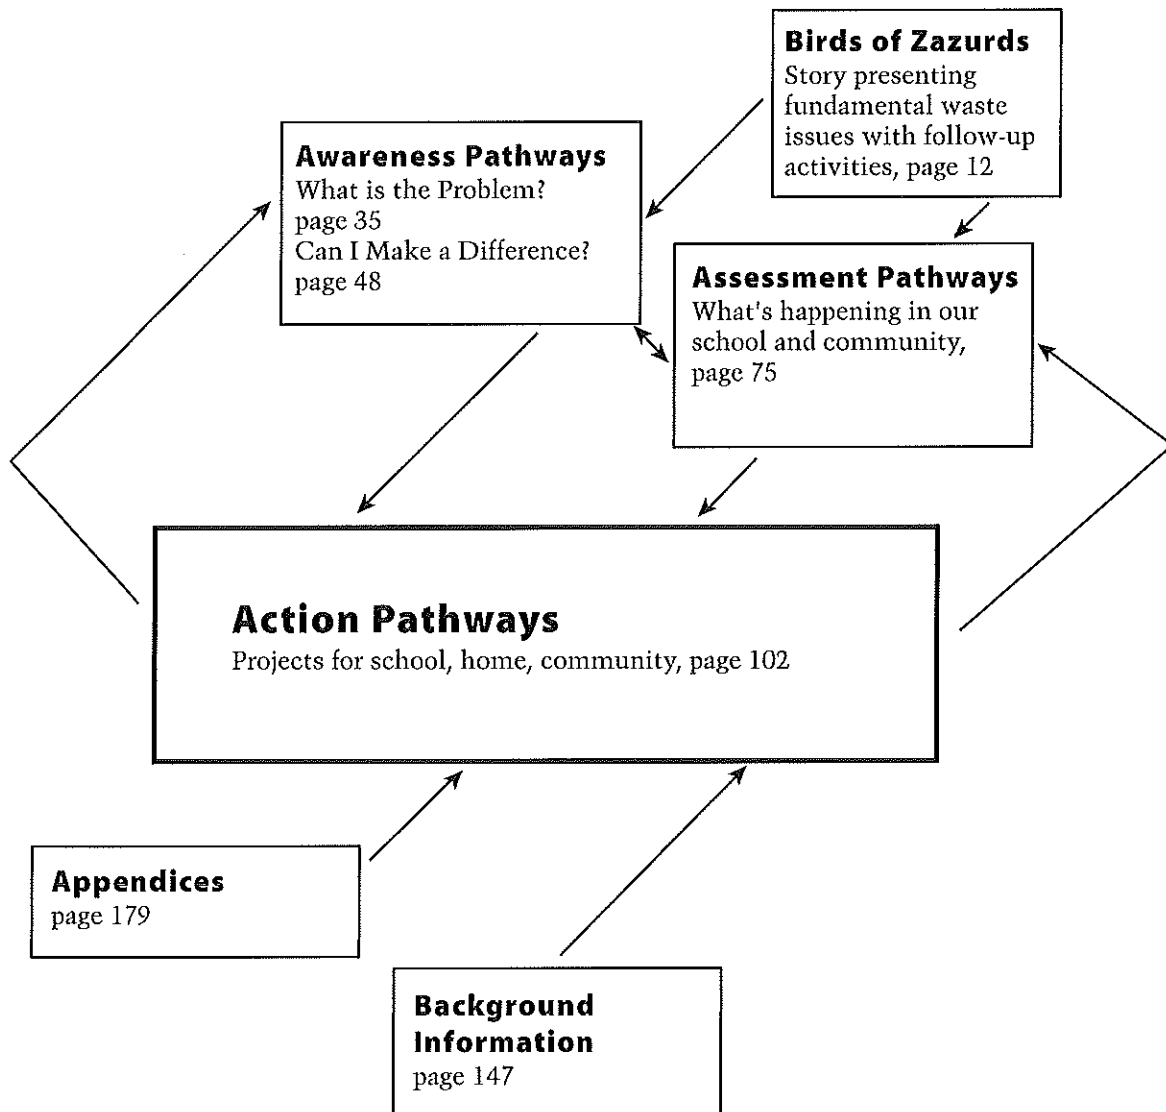 Birds of Zazurds
Story presenting
fundamental waste
issues with follow-up
activities, page 12
Awareness Pathways
What is the Problem?
page 35
Can I Make a Difference?
page 48
Assessment Pathways
What's happening in our
school and community,
page 75
Action Pathways
Projects for school, home, community, page 102
Appendices
page 179
Background
Information
page 147